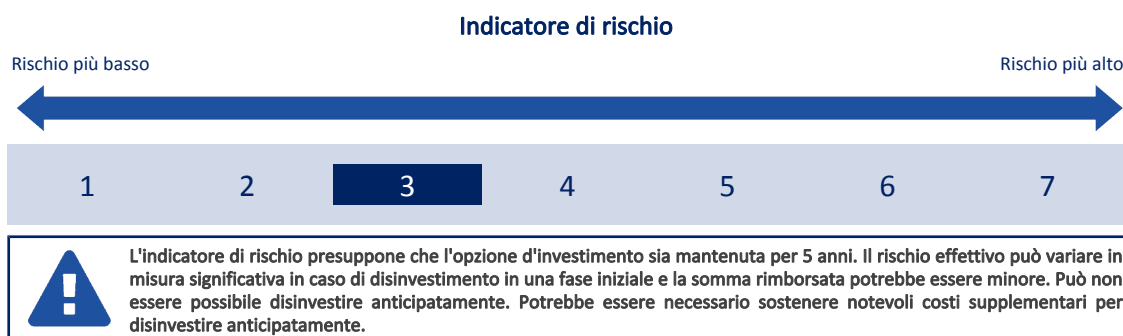 Indicatore di rischio
Rischio più basso
Rischio più alto
1 2 3 4 5 6 7
L'indicatore di rischio presuppone che l'opzione d'investimento sia mantenuta per 5 anni. Il rischio effettivo può variare in
misura significativa in caso di disinvestimento in una fase iniziale e la somma rimborsata potrebbe essere minore. Può non
essere possibile disinvestire anticipatamente. Potrebbe essere necessario sostenere notevoli costi supplementari per
disinvestire anticipatamente.